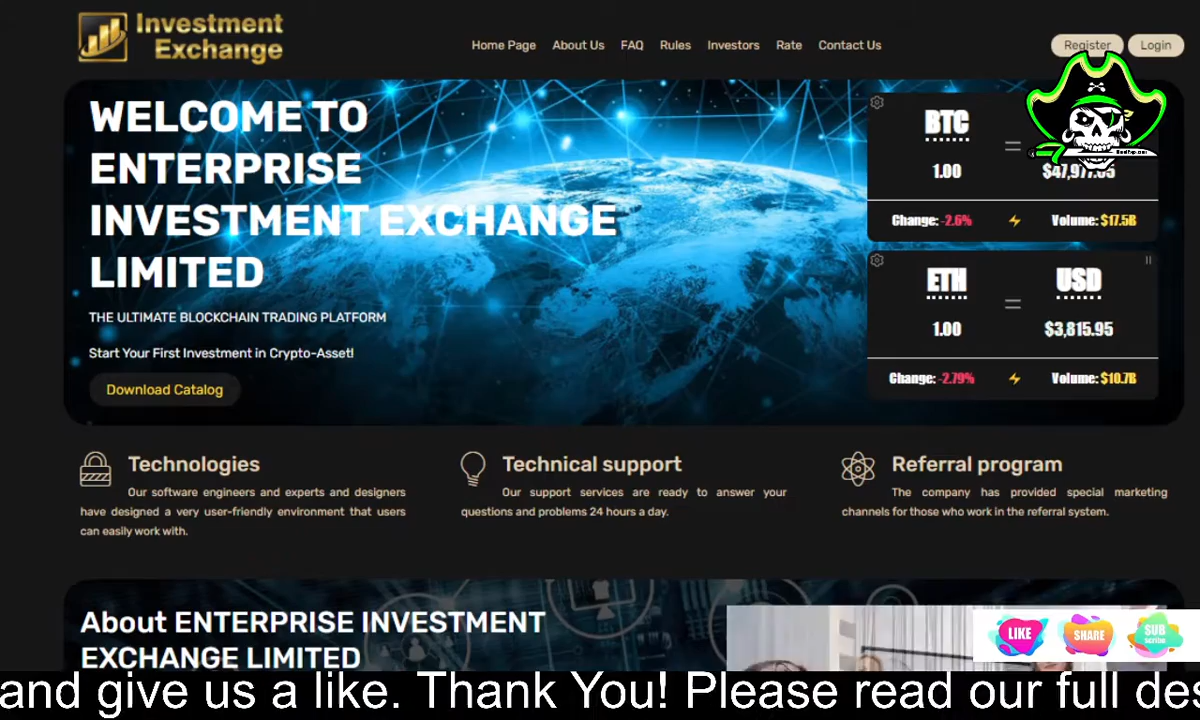 Investment
Exchange
Home Page About Us FAQ Rules Investors Rate Contact Us
Register Login
WELCOME TO
ENTERPRISE
INVESTMENT EXCHANGE
LIMITED
THE ULTIMATE BLOCKCHAIN TRADING PLATFORM
Start Your First Investment in Crypto-Asset!
Download Catalog
BTC =
1.00 $47,977.05
Change: -2.6% Volume: $17.5B
ETH = USD
1.00 $3,815.95
Change: -2.79% Volume: $10.7B
Technologies
Our software engineers and experts and designers
have designed a very user-friendly environment that users
can easily work with.
Technical support
Our support services are ready to answer your
questions and problems 24 hours a day.
Referral program
The company has provided special marketing
channels for those who work in the referral system.
About ENTERPRISE INVESTMENT
EXCHANGE LIMITED
LIKE
SHARE
SUB
scribe
and give us a like. Thank You! Please read our full des